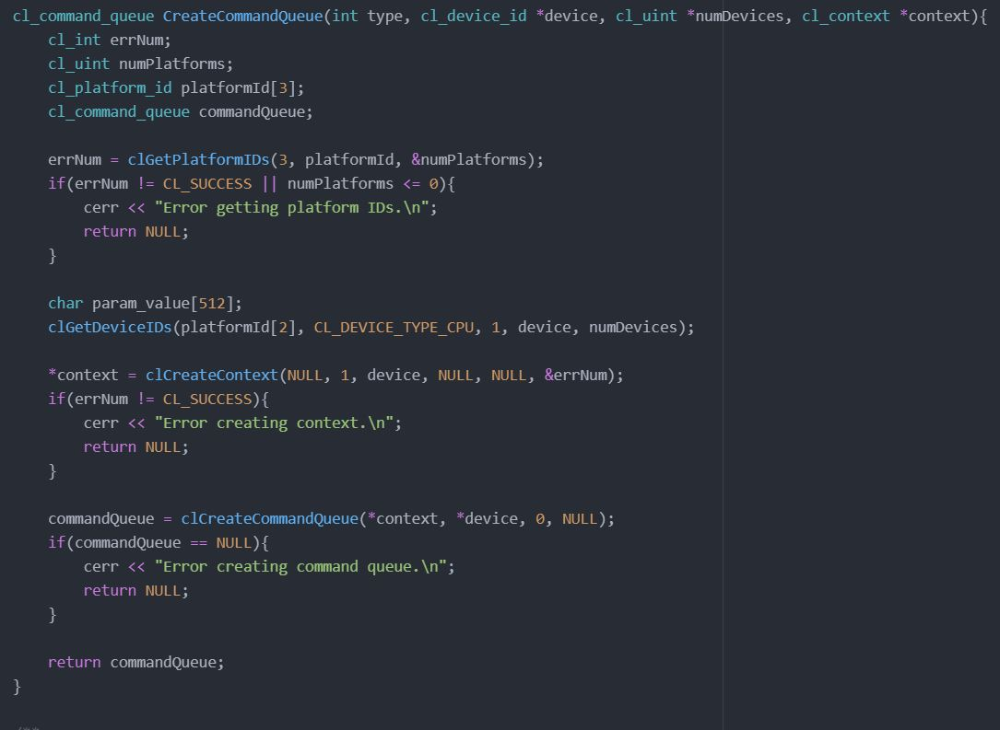 cl_command_queue CreateCommandQueue(int type, cl_device_id *device, cl_uint *numDevices, cl_context *context){
    cl_int errNum;
    cl_uint numPlatforms;
    cl_platform_id platformId[3];
    cl_command_queue commandQueue;

    errNum = clGetPlatformIDs(3, platformId, &numPlatforms);
    if(errNum != CL_SUCCESS || numPlatforms <= 0){
        cerr << "Error getting platform IDs.\n";
        return NULL;
    }

    char param_value[512];
    clGetDeviceIDs(platformId[2], CL_DEVICE_TYPE_CPU, 1, device, numDevices);

    *context = clCreateContext(NULL, 1, device, NULL, NULL, &errNum);
    if(errNum != CL_SUCCESS){
        cerr << "Error creating context.\n";
        return NULL;
    }

    commandQueue = clCreateCommandQueue(*context, *device, 0, NULL);
    if(commandQueue == NULL){
        cerr << "Error creating command queue.\n";
        return NULL;
    }

    return commandQueue;
}